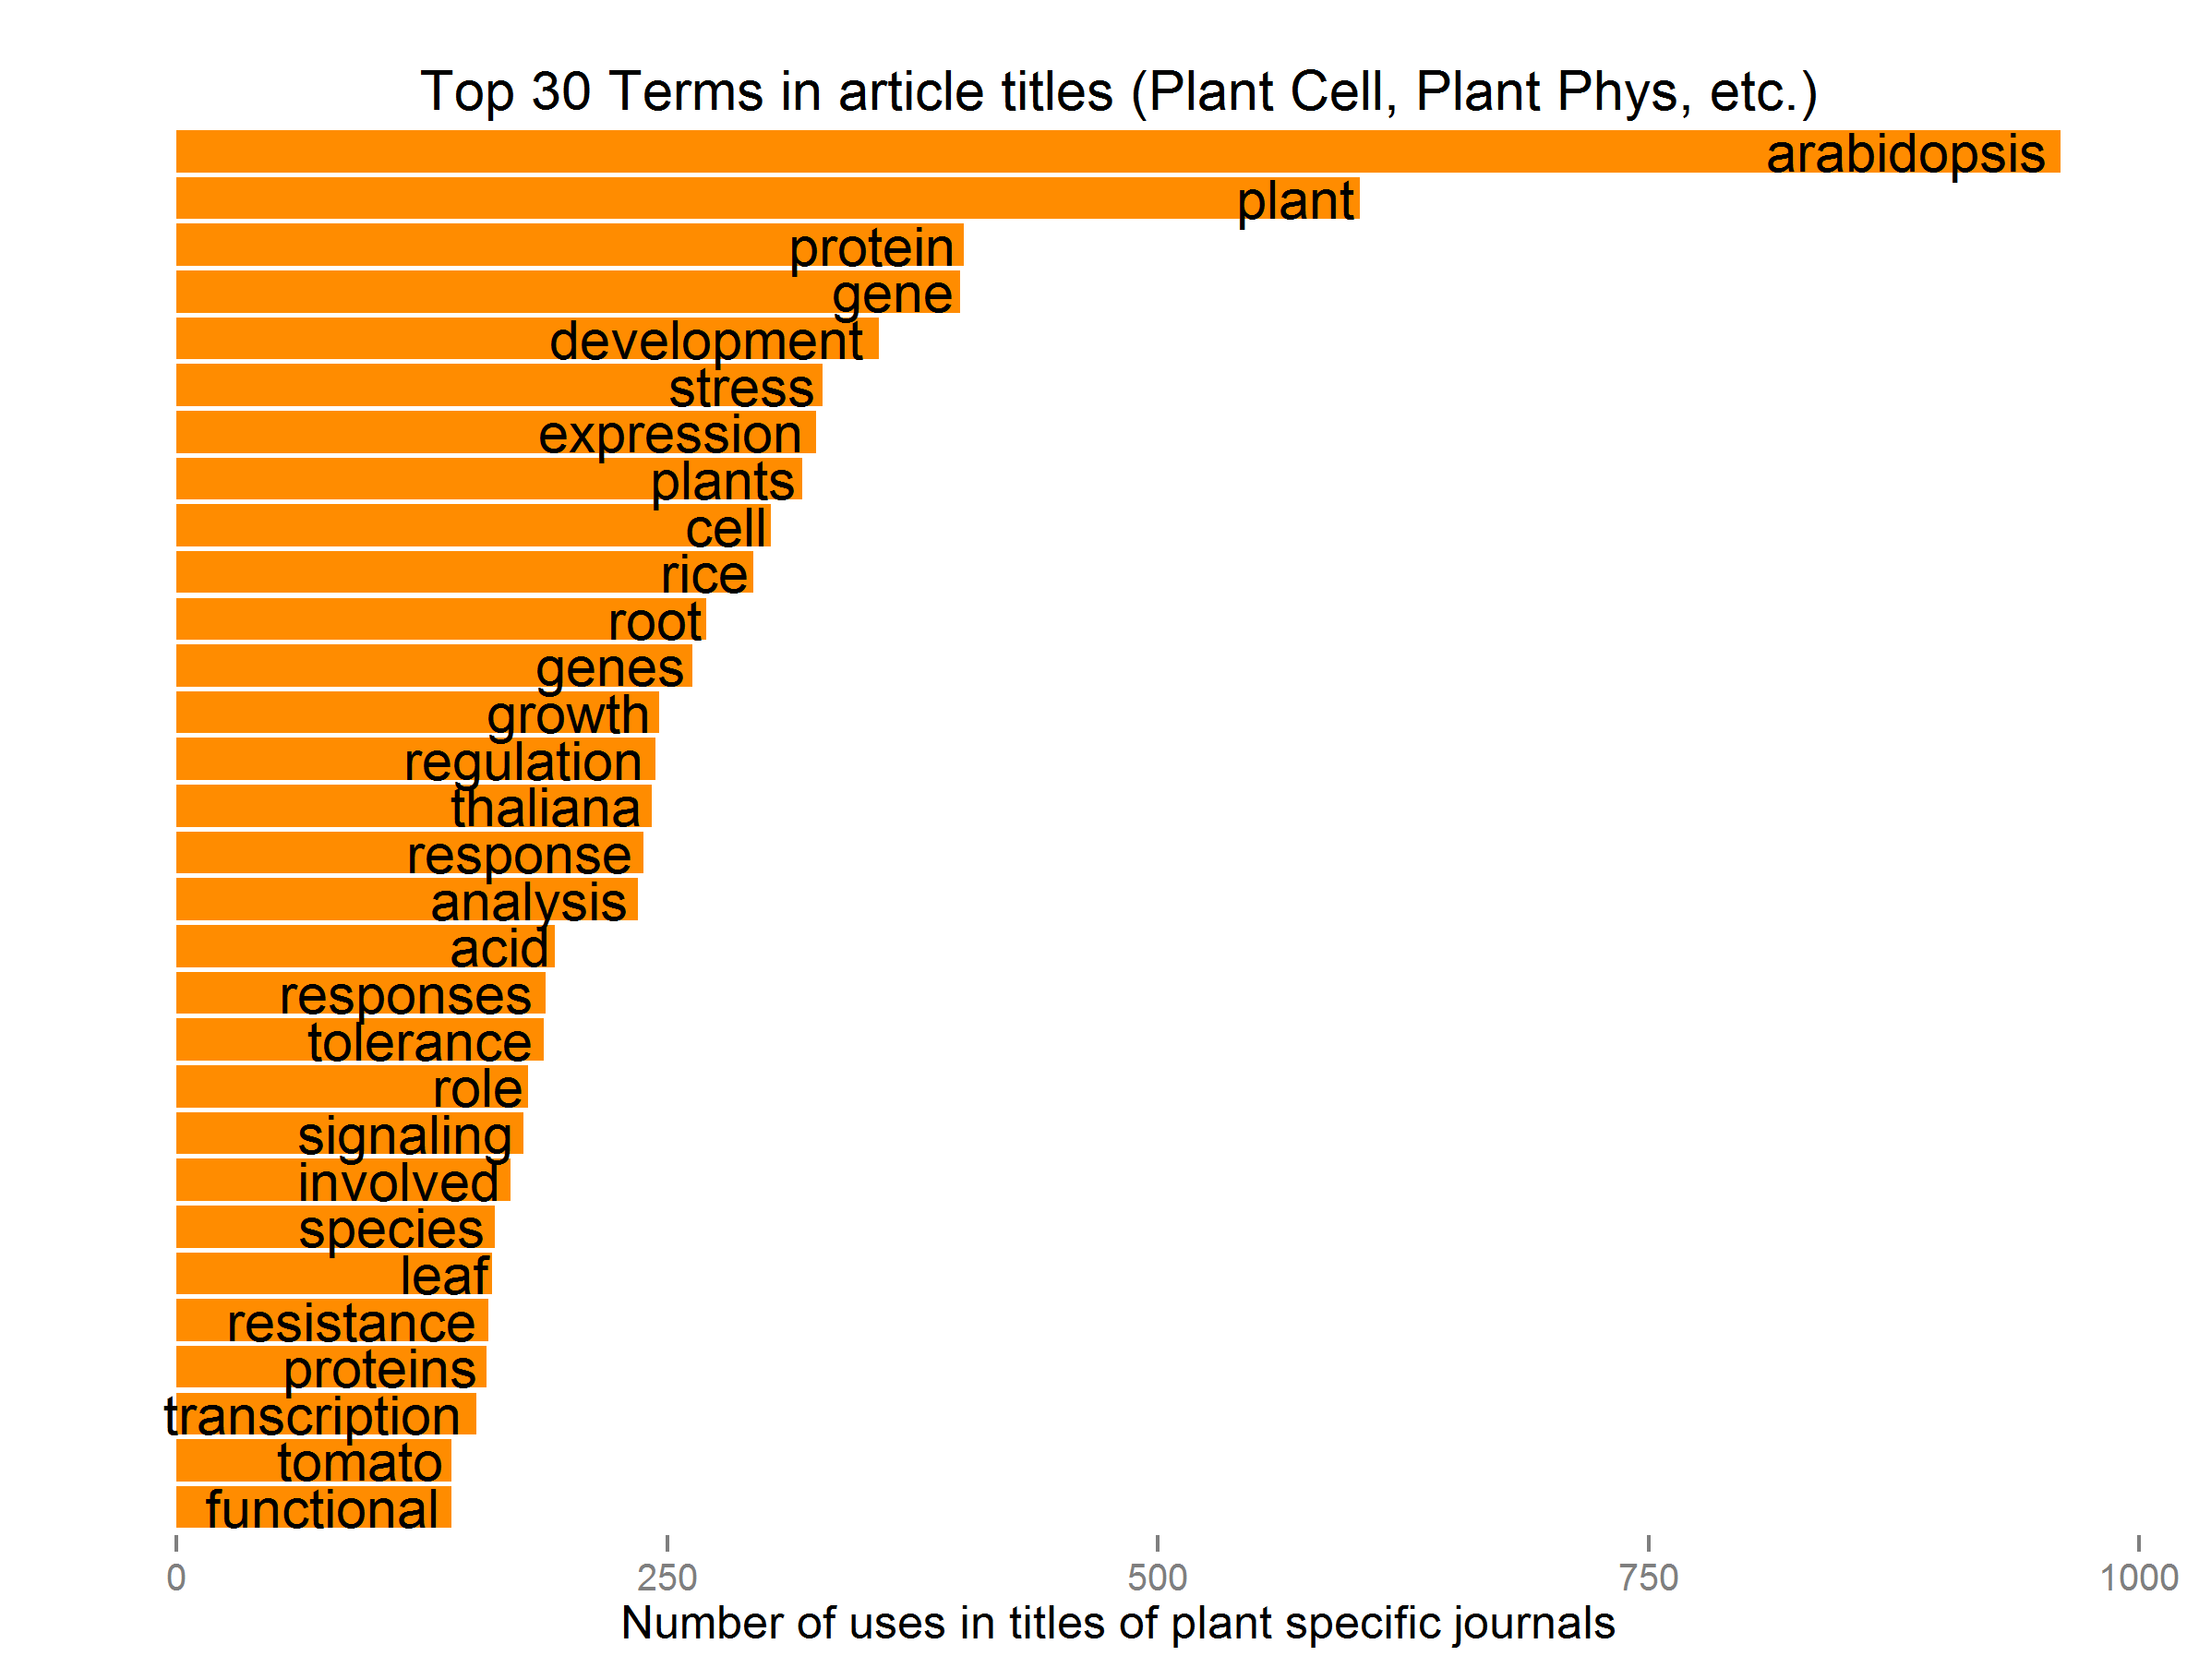 Top 30 Terms in article titles (Plant Cell, Plant Phys, etc.)
arabidopsis
plant
protein
gene
development
stress
expression
plants
cell
rice
root
genes
growth
regulation
thaliana
response
analysis
acid
responses
tolerance
role
signaling
involved
species
leaf
resistance
proteins
transcription
tomato
functional
0 250 500 750 1000
Number of uses in titles of plant specific journals